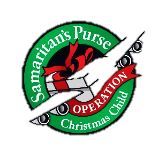 Samaritan's Purse
OPERATION
Christmas Child